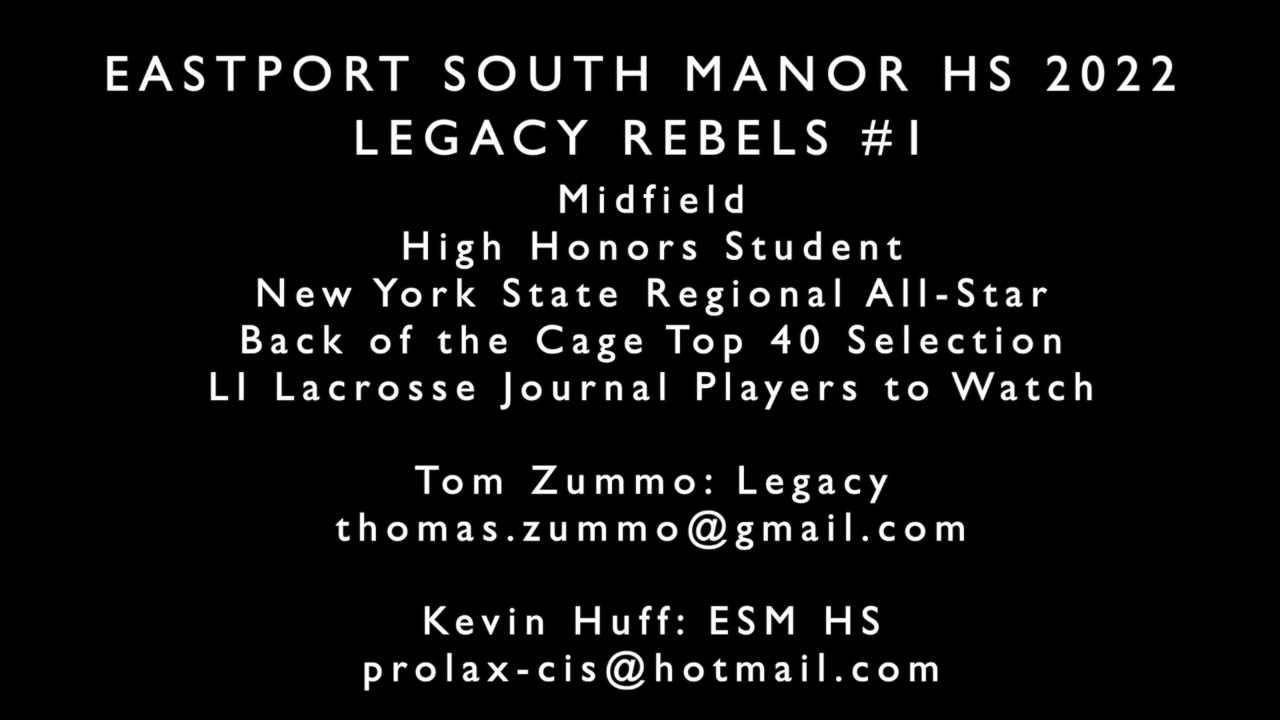 EASTPORT SOUTH MANOR HS 2022
LEGACY REBELS #1
Midfield
High Honors Student
New York State Regional All-Star
Back of the Cage Top 40 Selection
LI Lacrosse Journal Players to Watch
Tom Zummo: Legacy
thomas.zummo@gmail.com
Kevin Huff: ESM HS
prolax-cis@hotmail.com